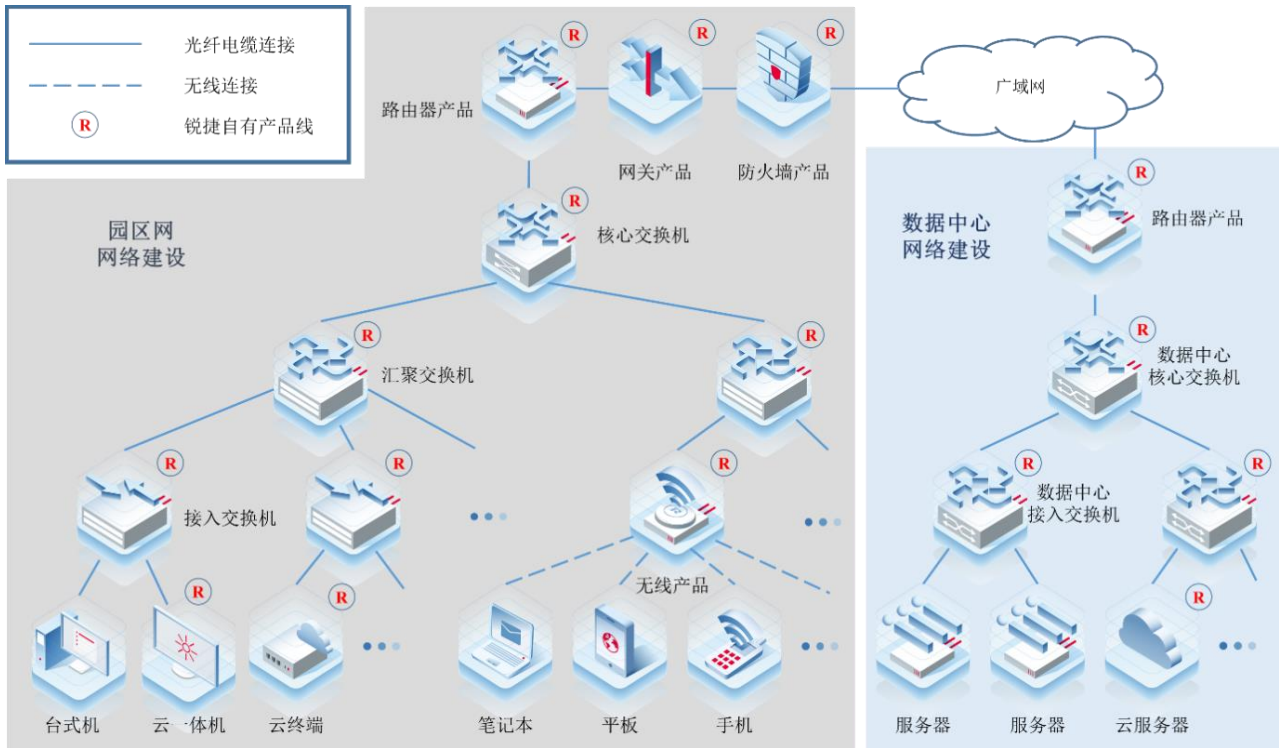 光纤电缆连接
无线连接
R
锐捷自有产品线
R
R
R
路由器产品
网关产品
防火墙产品
广域网
园区网
网络建设
R
核心交换机
数据中心
网络建设
R
路由器产品
R
汇聚交换机
R
R
数据中心
核心交换机
R
接入交换机
R
R
R
无线产品
R
数据中心
接入交换机
R
R
R
R
台式机
云一体机
云终端
笔记本
平板
手机
服务器
服务器
云服务器